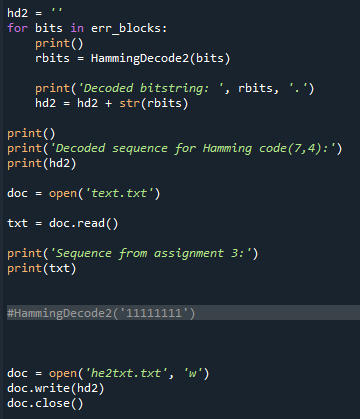 hd2 = ''
for bits in err_blocks:
    print()
    rbits = HammingDecode2(bits)
    print('Decoded bitstring: ', rbits, '.')
    hd2 = hd2 + str(rbits)
print()
print('Decoded sequence for Hamming code(7,4):')
print(hd2)
doc = open('text.txt')
txt = doc.read()
print('Sequence from assignment 3:')
print(txt)
#HammingDecode2('11111111')
doc = open('he2txt.txt', 'w')
doc.write(hd2)
doc.close()